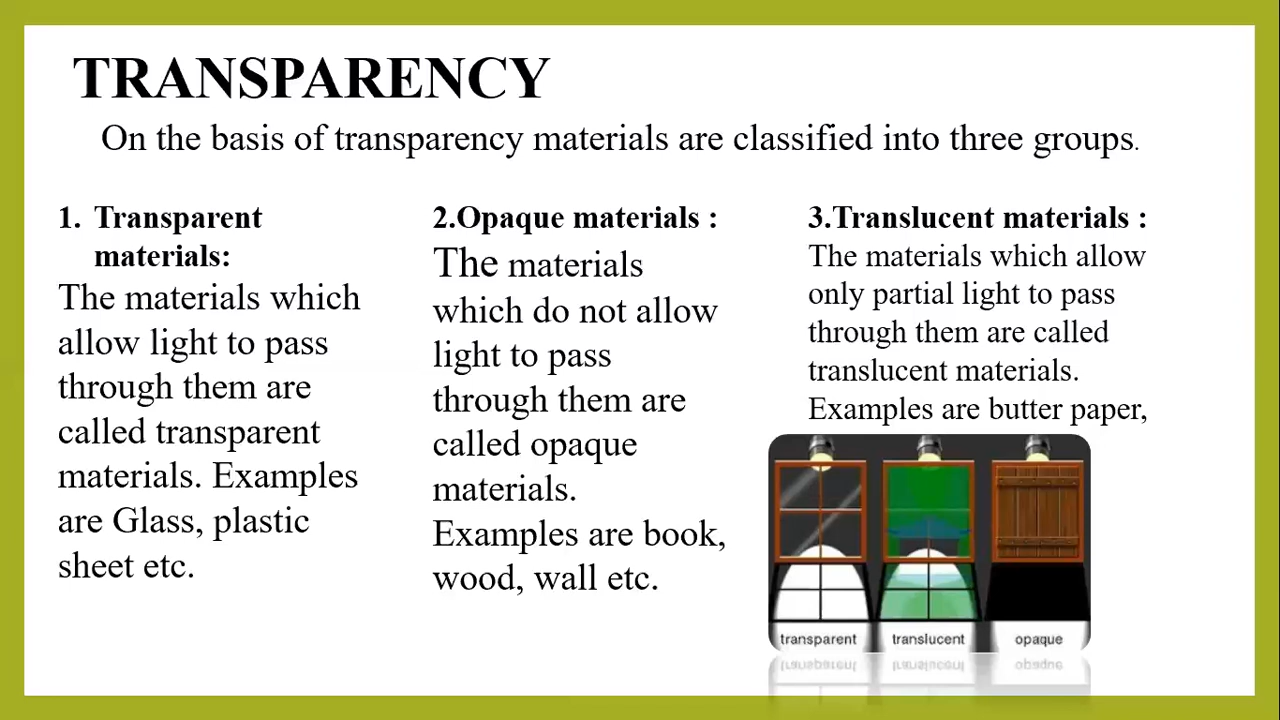 TRANSPARENCY
On the basis of transparency materials are classified into three groups.
1. Transparent
materials:
The materials which
allow light to pass
through them are
called transparent
materials. Examples
are Glass, plastic
sheet etc.
2.Opaque materials :
The materials
which do not allow
light to pass
through them are
called opaque
materials.
Examples are book,
wood, wall etc.
3.Translucent materials :
The materials which allow
only partial light to pass
through them are called
translucent materials.
Examples are butter paper,
transparent translucent opaque